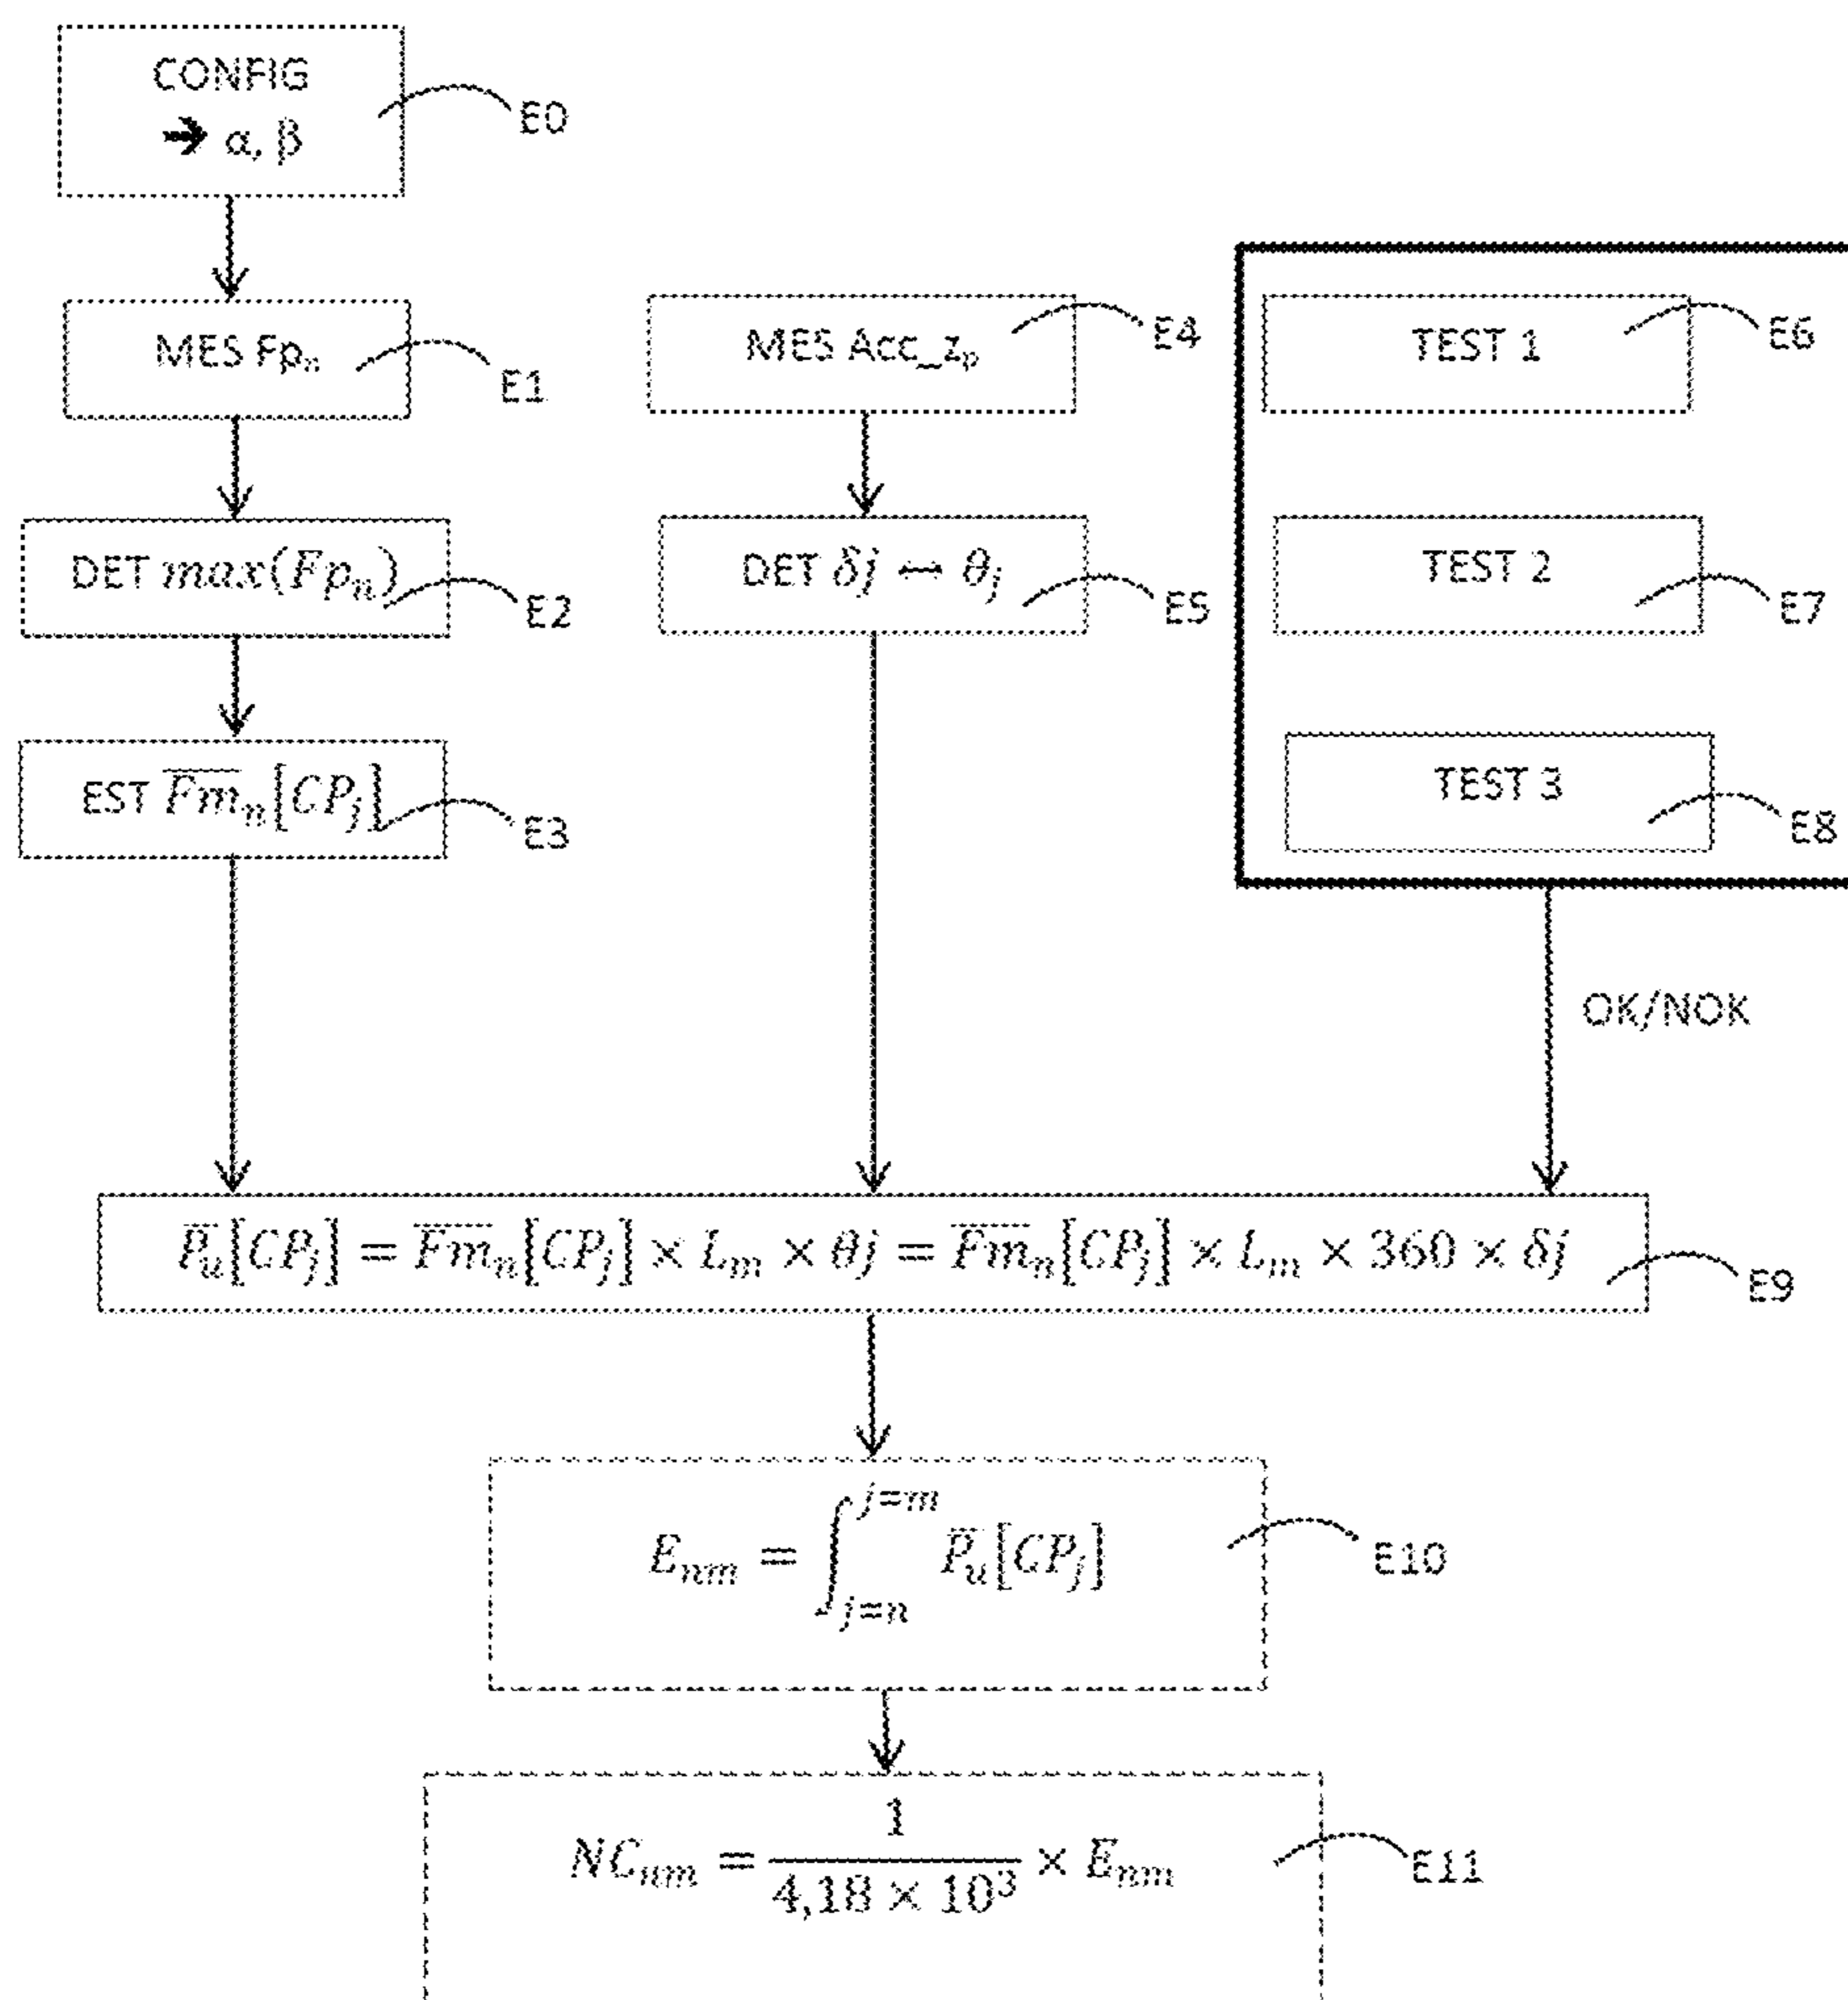 CONFIG
➔ α, β
E0
MES Fpₙ
E1
MES Acc_zₚ
E4
TEST 1
E6
DET max(Fpₙ)
E2
DET δj ↔ θⱼ
E5
TEST 2
E7
EST F̅m̅ₙ[CPⱼ]
E3
TEST 3
E8
OK/NOK
P̅ᵤ[CPⱼ] = F̅m̅ₙ[CPⱼ] × Lₘ × θj = F̅m̅ₙ[CPⱼ] × Lₘ × 360 × δj
E9
Eₙₘ = ∫_{j=n}^{j=m} P̅ᵤ[CPⱼ]
E10
NCₙₘ = 1/(4,18 × 10³) × Eₙₘ
E11